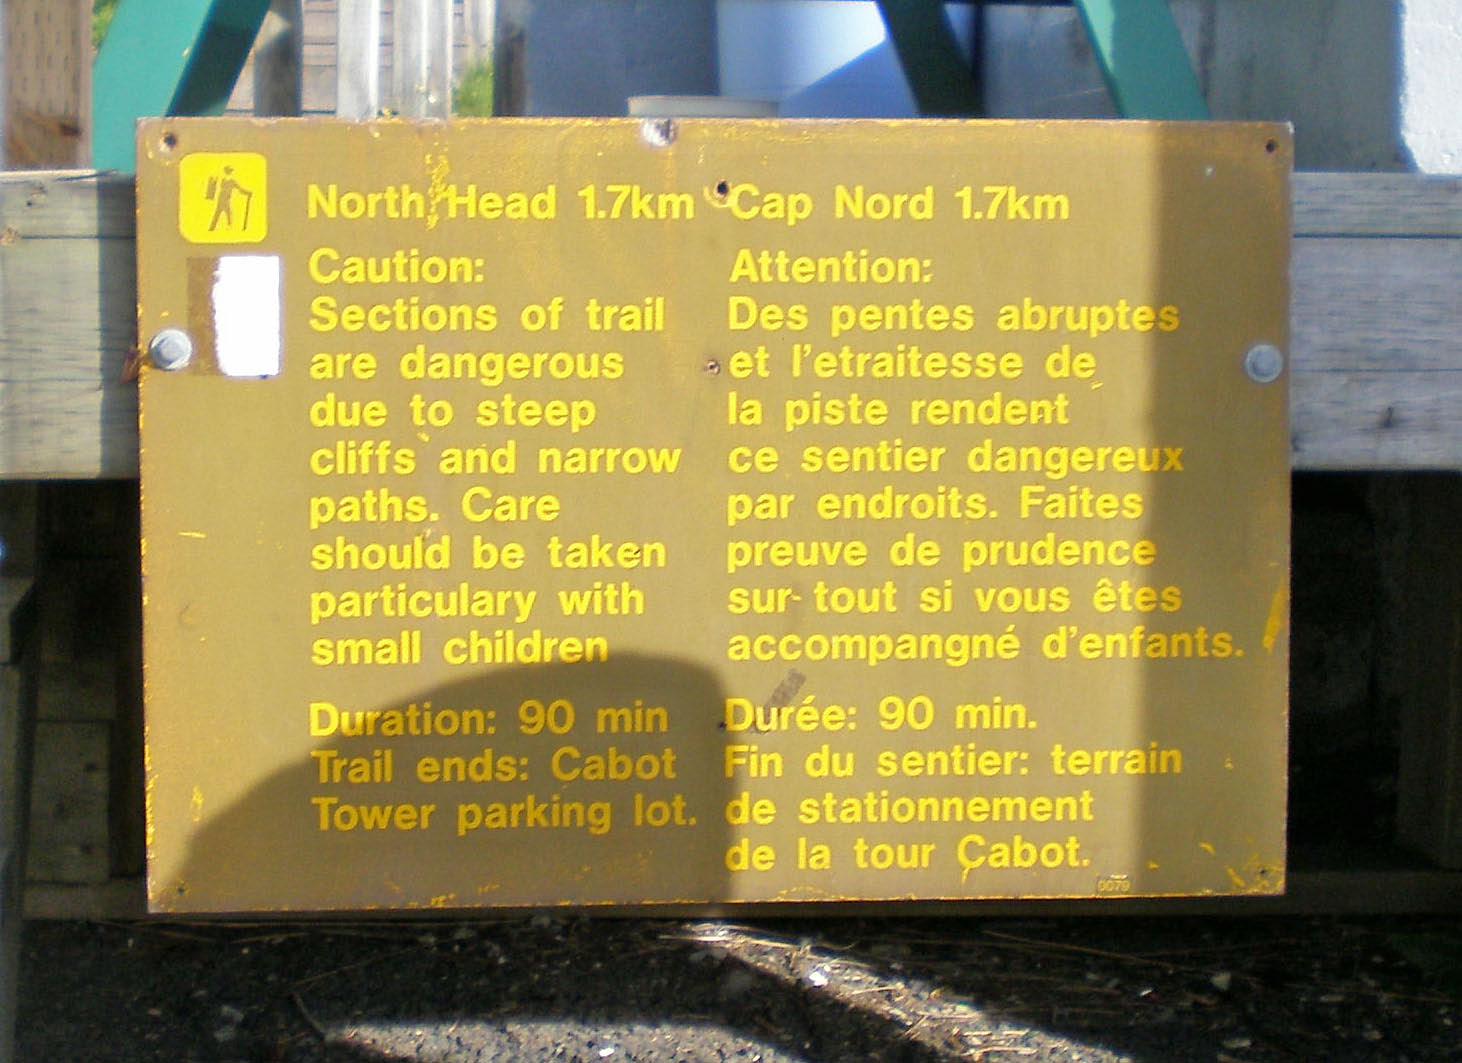 North Head 1.7km
Caution:
Sections of trail
are dangerous
due to steep
cliffs and narrow
paths. Care
should be taken
particulary with
small children
Duration: 90 min
Trail ends: Cabot
Tower parking lot.
Cap Nord 1.7km
Attention:
Des pentes abruptes
et l'etraitesse de
la piste rendent
ce sentier dangereux
par endroits. Faites
preuve de prudence
sur- tout si vous êtes
accompangné d'enfants.
Durée: 90 min.
Fin du sentier: terrain
de stationnement
de la tour Cabot.
0079